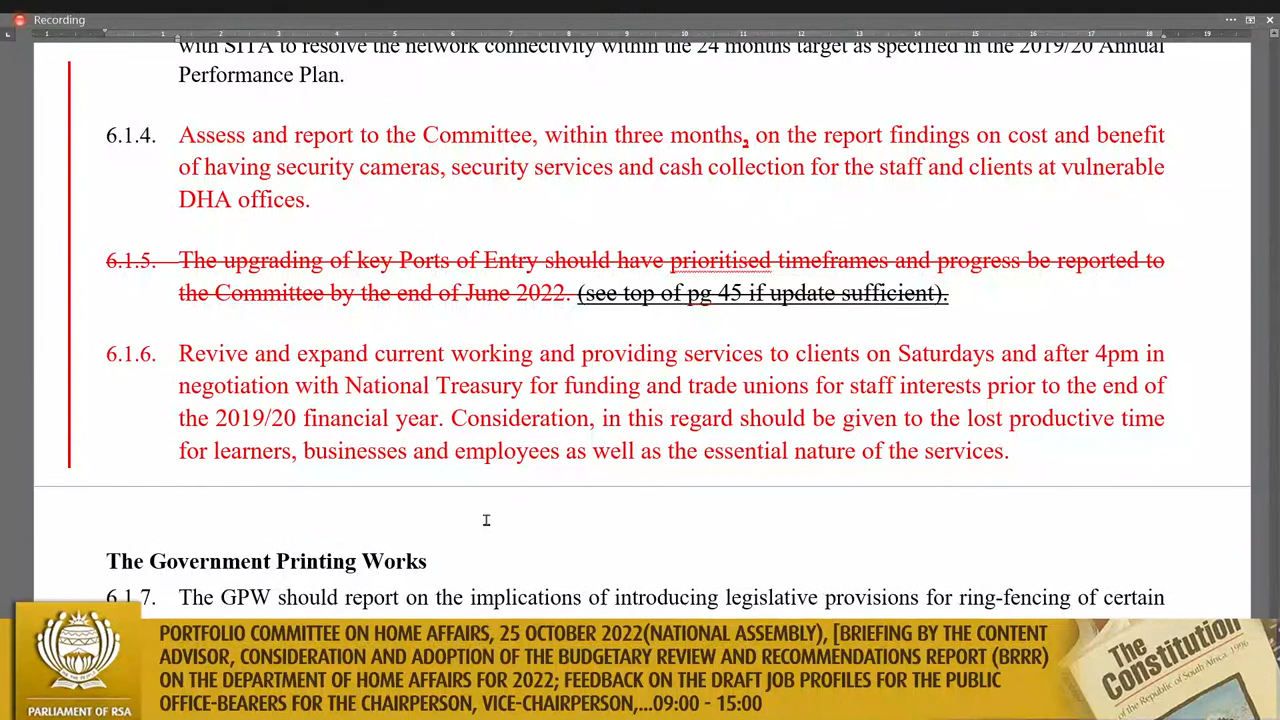 Recording
with SITA to resolve the network connectivity within the 24 months target as specified in the 2019/20 Annual
Performance Plan.
6.1.4. Assess and report to the Committee, within three months, on the report findings on cost and benefit
of having security cameras, security services and cash collection for the staff and clients at vulnerable
DHA offices.
6.1.5. The upgrading of key Ports of Entry should have prioritised timeframes and progress be reported to
the Committee by the end of June 2022. (see top of pg 45 if update sufficient).
6.1.6. Revive and expand current working and providing services to clients on Saturdays and after 4pm in
negotiation with National Treasury for funding and trade unions for staff interests prior to the end of
the 2019/20 financial year. Consideration, in this regard should be given to the lost productive time
for learners, businesses and employees as well as the essential nature of the services.
The Government Printing Works
6.1.7. The GPW should report on the implications of introducing legislative provisions for ring-fencing of certain
PORTFOLIO COMMITTEE ON HOME AFFAIRS, 25 OCTOBER 2022(NATIONAL ASSEMBLY), [BRIEFING BY THE CONTENT
ADVISOR, CONSIDERATION AND ADOPTION OF THE BUDGETARY REVIEW AND RECOMMENDATIONS REPORT (BRRR)
ON THE DEPARTMENT OF HOME AFFAIRS FOR 2022; FEEDBACK ON THE DRAFT JOB PROFILES FOR THE PUBLIC
OFFICE-BEARERS FOR THE CHAIRPERSON, VICE-CHAIRPERSON,...09:00 - 15:00
PARLIAMENT OF RSA
The
Constitution
of the Republic of South Africa, 1996